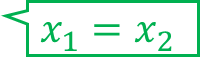 x₁ = x₂